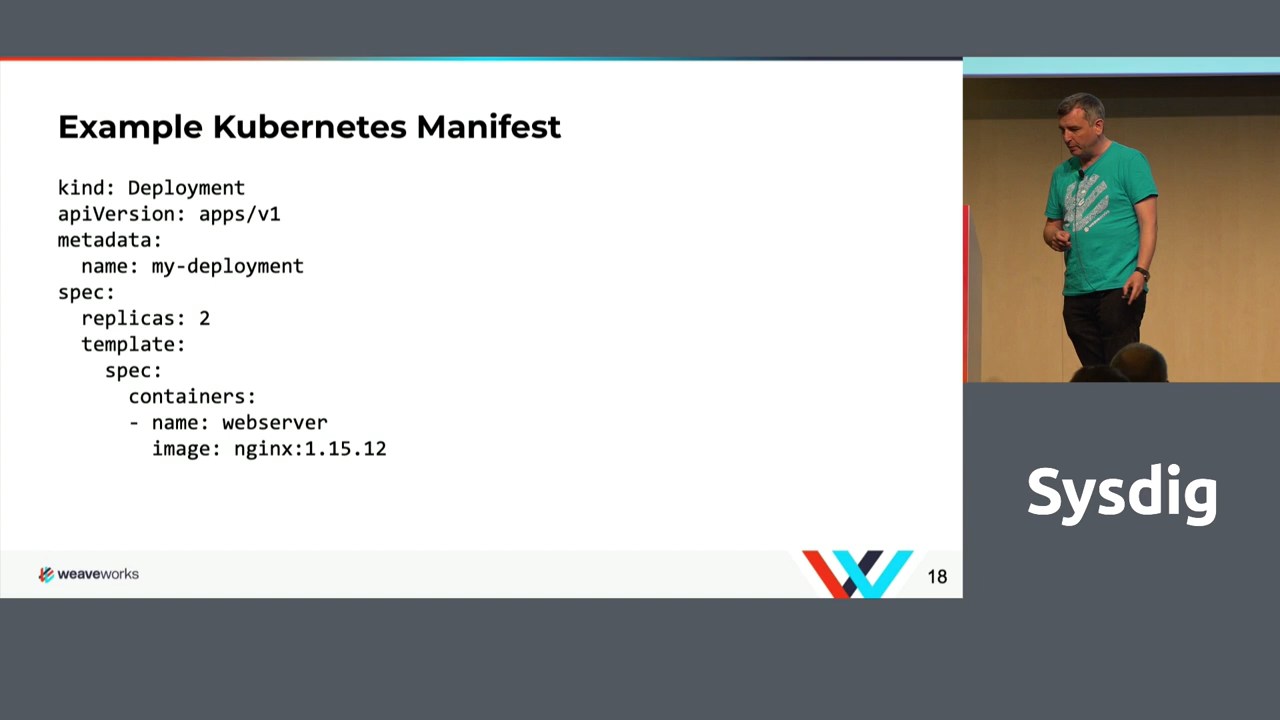 Example Kubernetes Manifest
kind: Deployment
apiVersion: apps/v1
metadata:
  name: my-deployment
spec:
  replicas: 2
  template:
    spec:
      containers:
      - name: webserver
        image: nginx:1.15.12
weaveworks
18
Sysdig